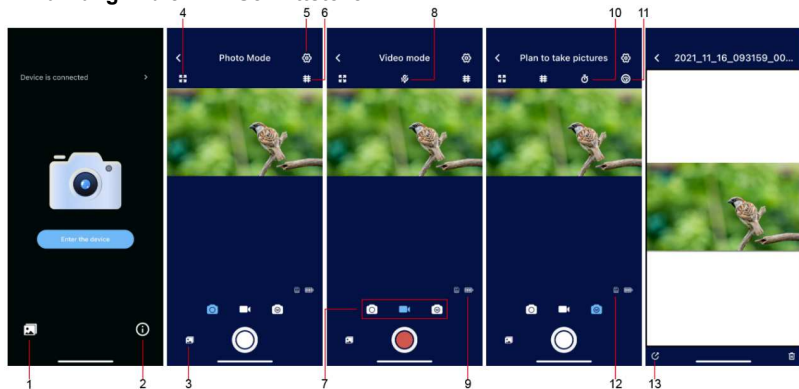 4
5
6
8
10
11
Device is connected
Photo Mode
Video mode
Plan to take pictures
2021_11_16_093159_00...
Enter the device
1
2
3
7
9
12
13